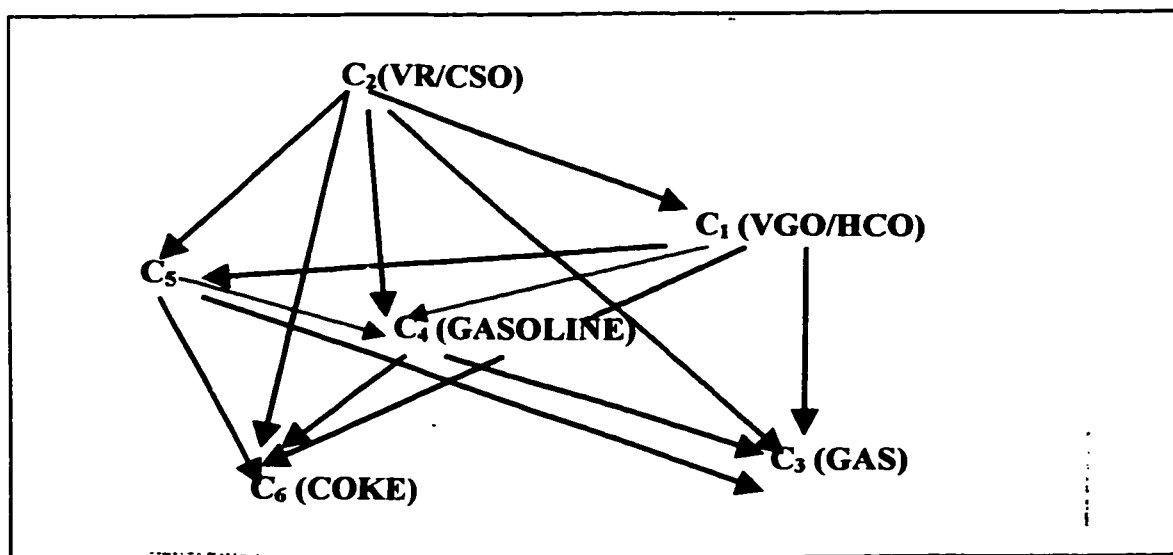 C₂(VR/CSO)
C₁ (VGO/HCO)
C₅
C₄ (GASOLINE)
C₃ (GAS)
C₆ (COKE)